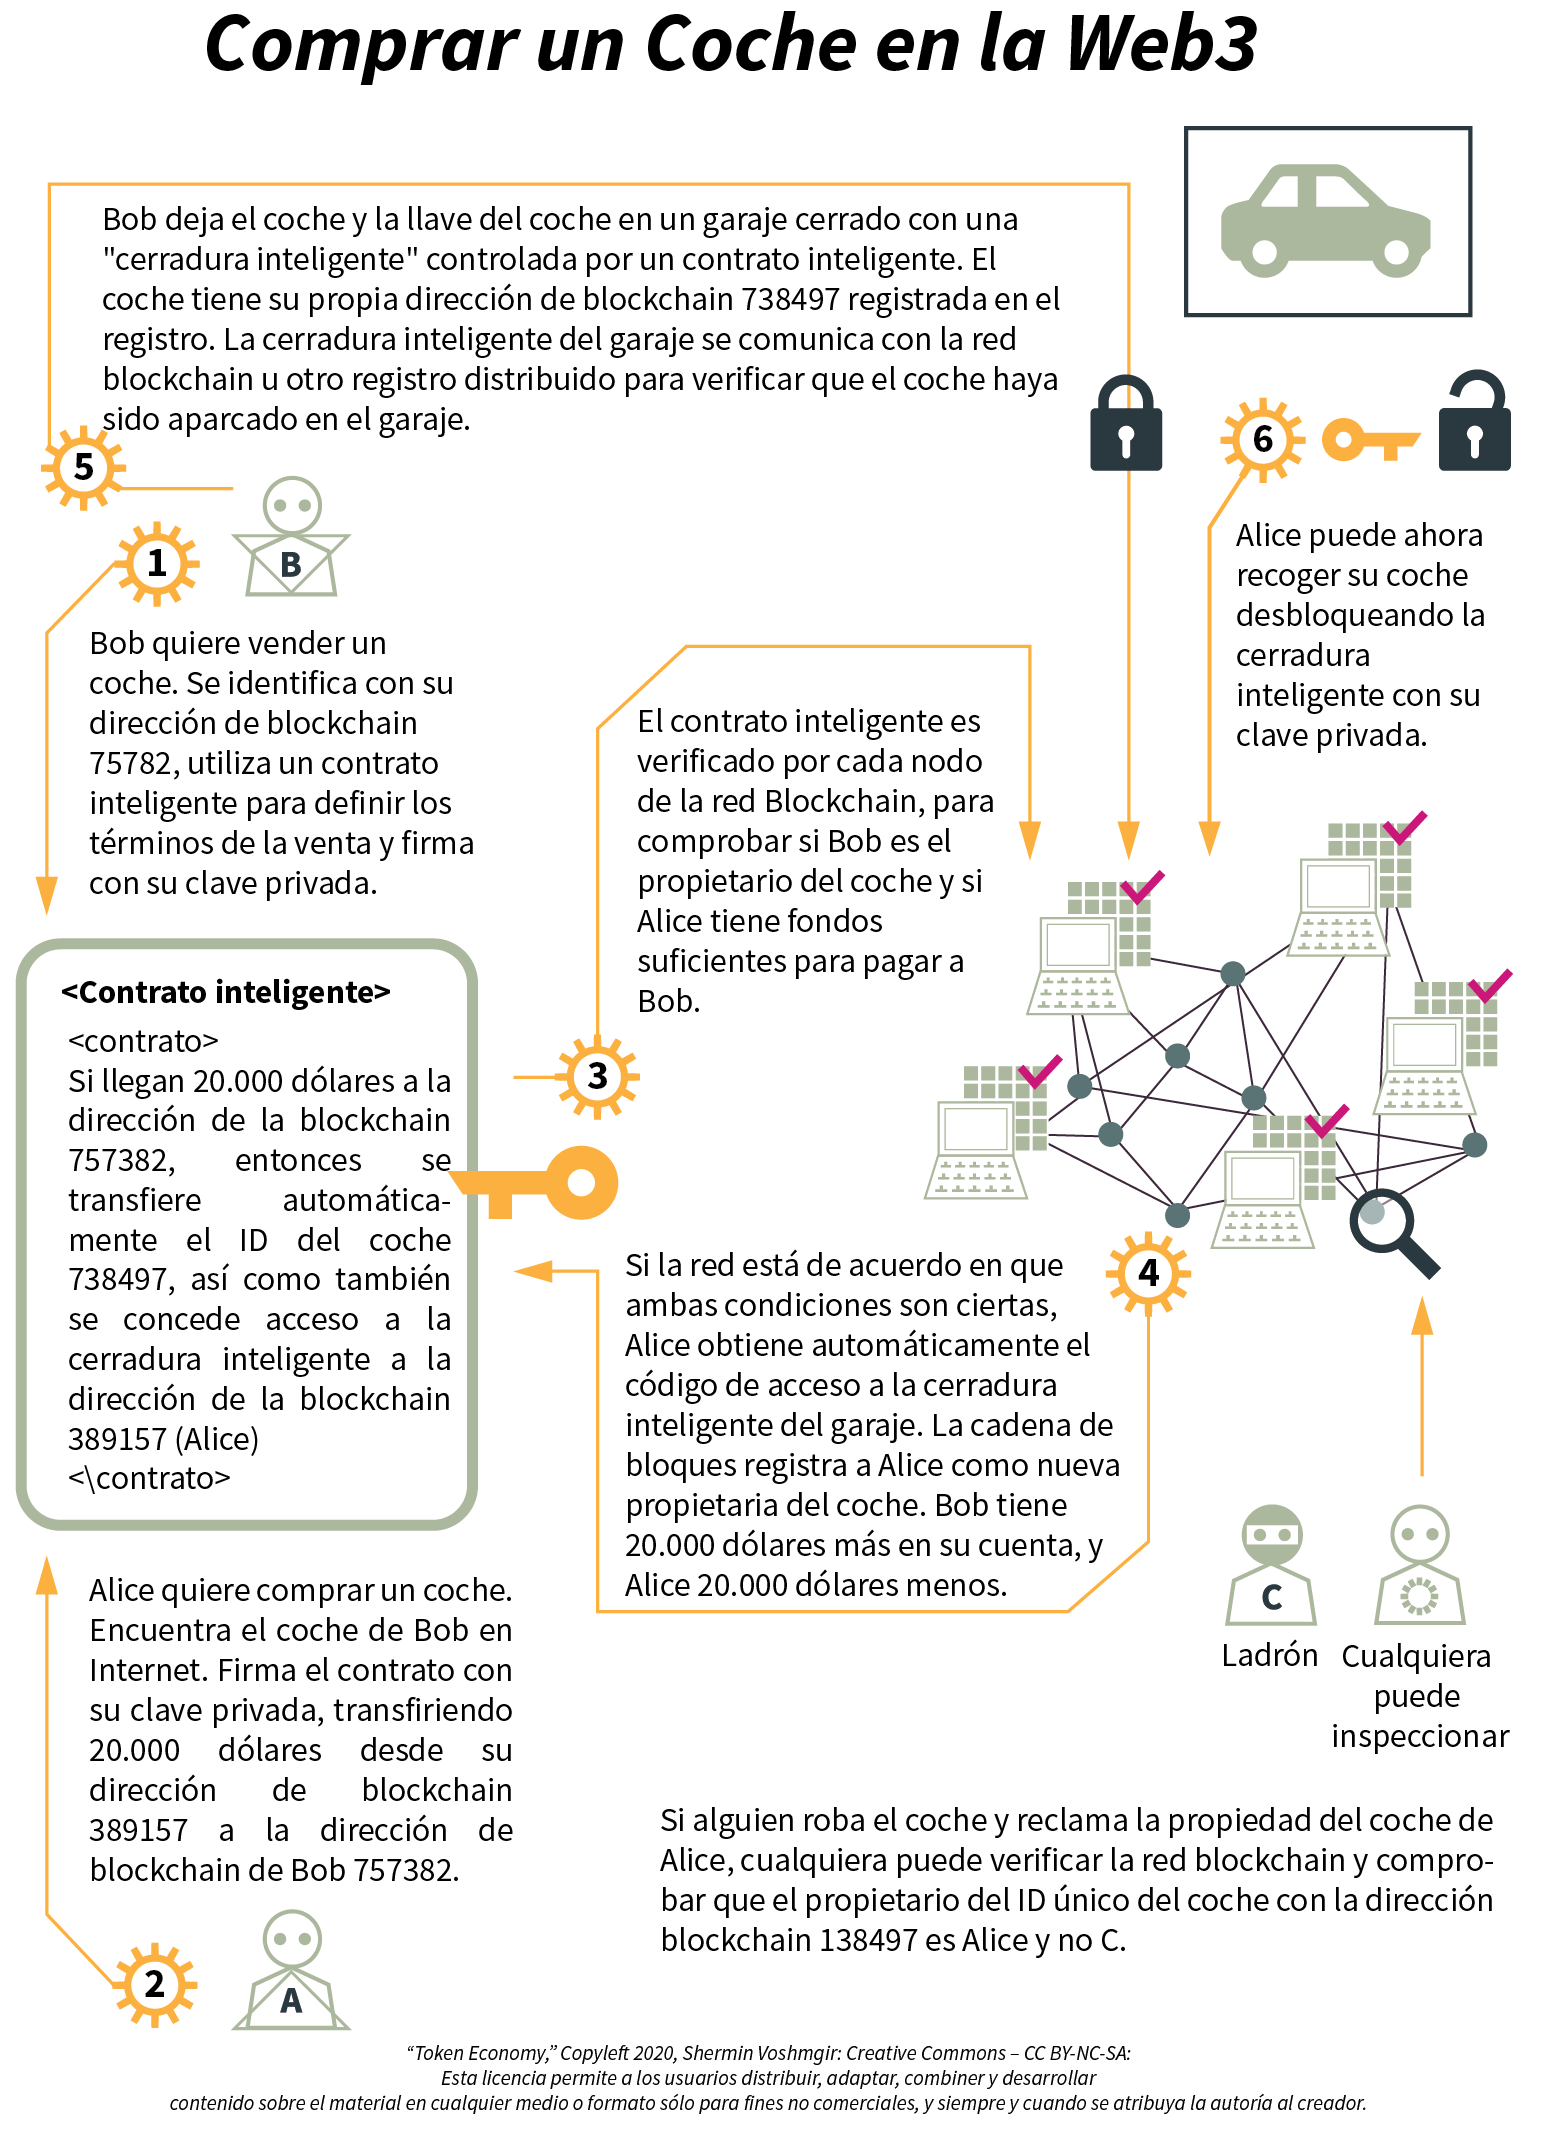 Comprar un Coche en la Web3
Bob deja el coche y la llave del coche en un garaje cerrado con una
"cerradura inteligente" controlada por un contrato inteligente. El
coche tiene su propia dirección de blockchain 738497 registrada en el
registro. La cerradura inteligente del garaje se comunica con la red
blockchain u otro registro distribuido para verificar que el coche haya
sido aparcado en el garaje.
5
6
Alice puede ahora
recoger su coche
desbloqueando la
cerradura
inteligente con su
clave privada.
1
B
Bob quiere vender un
coche. Se identifica con su
dirección de blockchain
75782, utiliza un contrato
inteligente para definir los
términos de la venta y firma
con su clave privada.
El contrato inteligente es
verificado por cada nodo
de la red Blockchain, para
comprobar si Bob es el
propietario del coche y si
Alice tiene fondos
suficientes para pagar a
Bob.
3
<Contrato inteligente>
<contrato>
Si llegan 20.000 dólares a la
dirección de la blockchain
757382, entonces se
transfiere automática-
mente el ID del coche
738497, así como también
se concede acceso a la
cerradura inteligente a la
dirección de la blockchain
389157 (Alice)
<\contrato>
4
Si la red está de acuerdo en que
ambas condiciones son ciertas,
Alice obtiene automáticamente el
código de acceso a la cerradura
inteligente del garaje. La cadena de
bloques registra a Alice como nueva
propietaria del coche. Bob tiene
20.000 dólares más en su cuenta, y
Alice 20.000 dólares menos.
Alice quiere comprar un coche.
Encuentra el coche de Bob en
Internet. Firma el contrato con
su clave privada, transfiriendo
20.000 dólares desde su
dirección de blockchain
389157 a la dirección de
blockchain de Bob 757382.
2
A
C
Ladrón
Cualquiera
puede
inspeccionar
Si alguien roba el coche y reclama la propiedad del coche de
Alice, cualquiera puede verificar la red blockchain y compro-
bar que el propietario del ID único del coche con la dirección
blockchain 138497 es Alice y no C.
“Token Economy,” Copyleft 2020, Shermin Voshmgir: Creative Commons – CC BY-NC-SA:
Esta licencia permite a los usuarios distribuir, adaptar, combiner y desarrollar
contenido sobre el material en cualquier medio o formato sólo para fines no comerciales, y siempre y cuando se atribuya la autoría al creador.